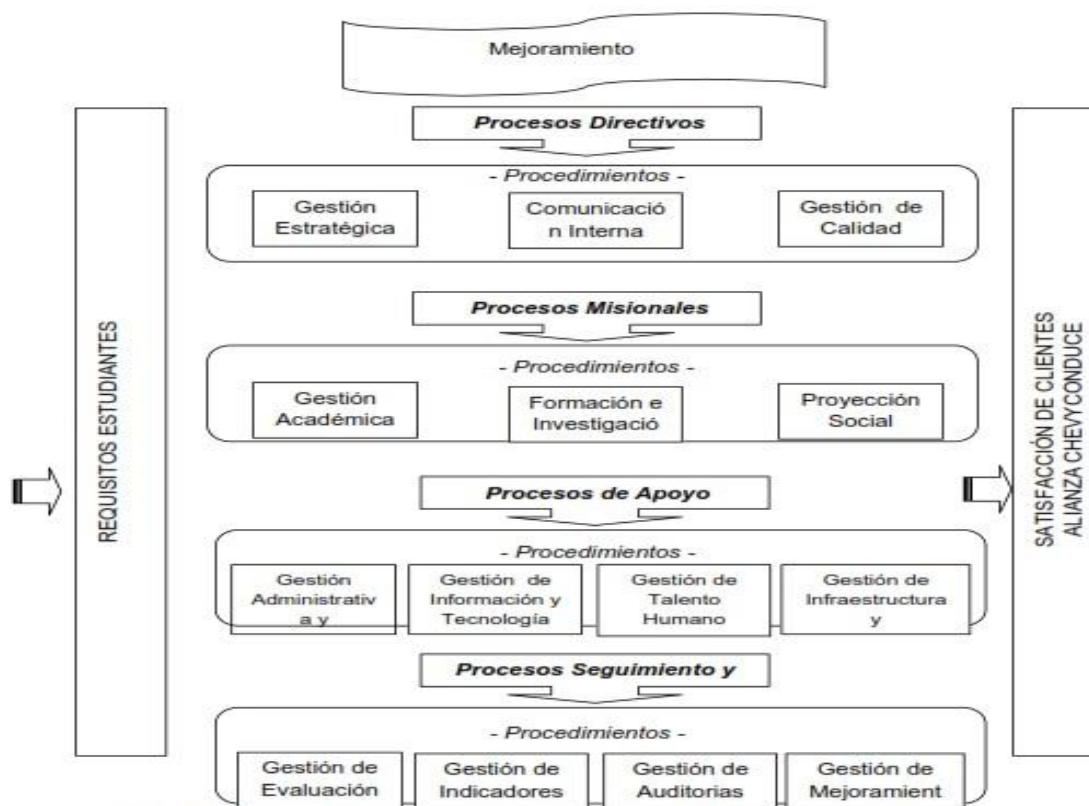 Mejoramiento
Procesos Directivos
- Procedimientos -
Gestión
Estratégica
Comunicació
n Interna
Gestión de
Calidad
Procesos Misionales
- Procedimientos -
Gestión
Académica
Formación e
Investigació
Proyección
Social
Procesos de Apoyo
- Procedimientos -
Gestión
Administrativ
a y
Gestión de
Información y
Tecnología
Gestión de
Talento
Humano
Gestión de
Infraestructura
y
Procesos Seguimiento y
- Procedimientos -
Gestión de
Evaluación
Gestión de
Indicadores
Gestión de
Auditorias
Gestión de
Mejoramient
REQUISITOS ESTUDIANTES
SATISFACCIÓN DE CLIENTES
ALIANZA CHEVYCONDUCE